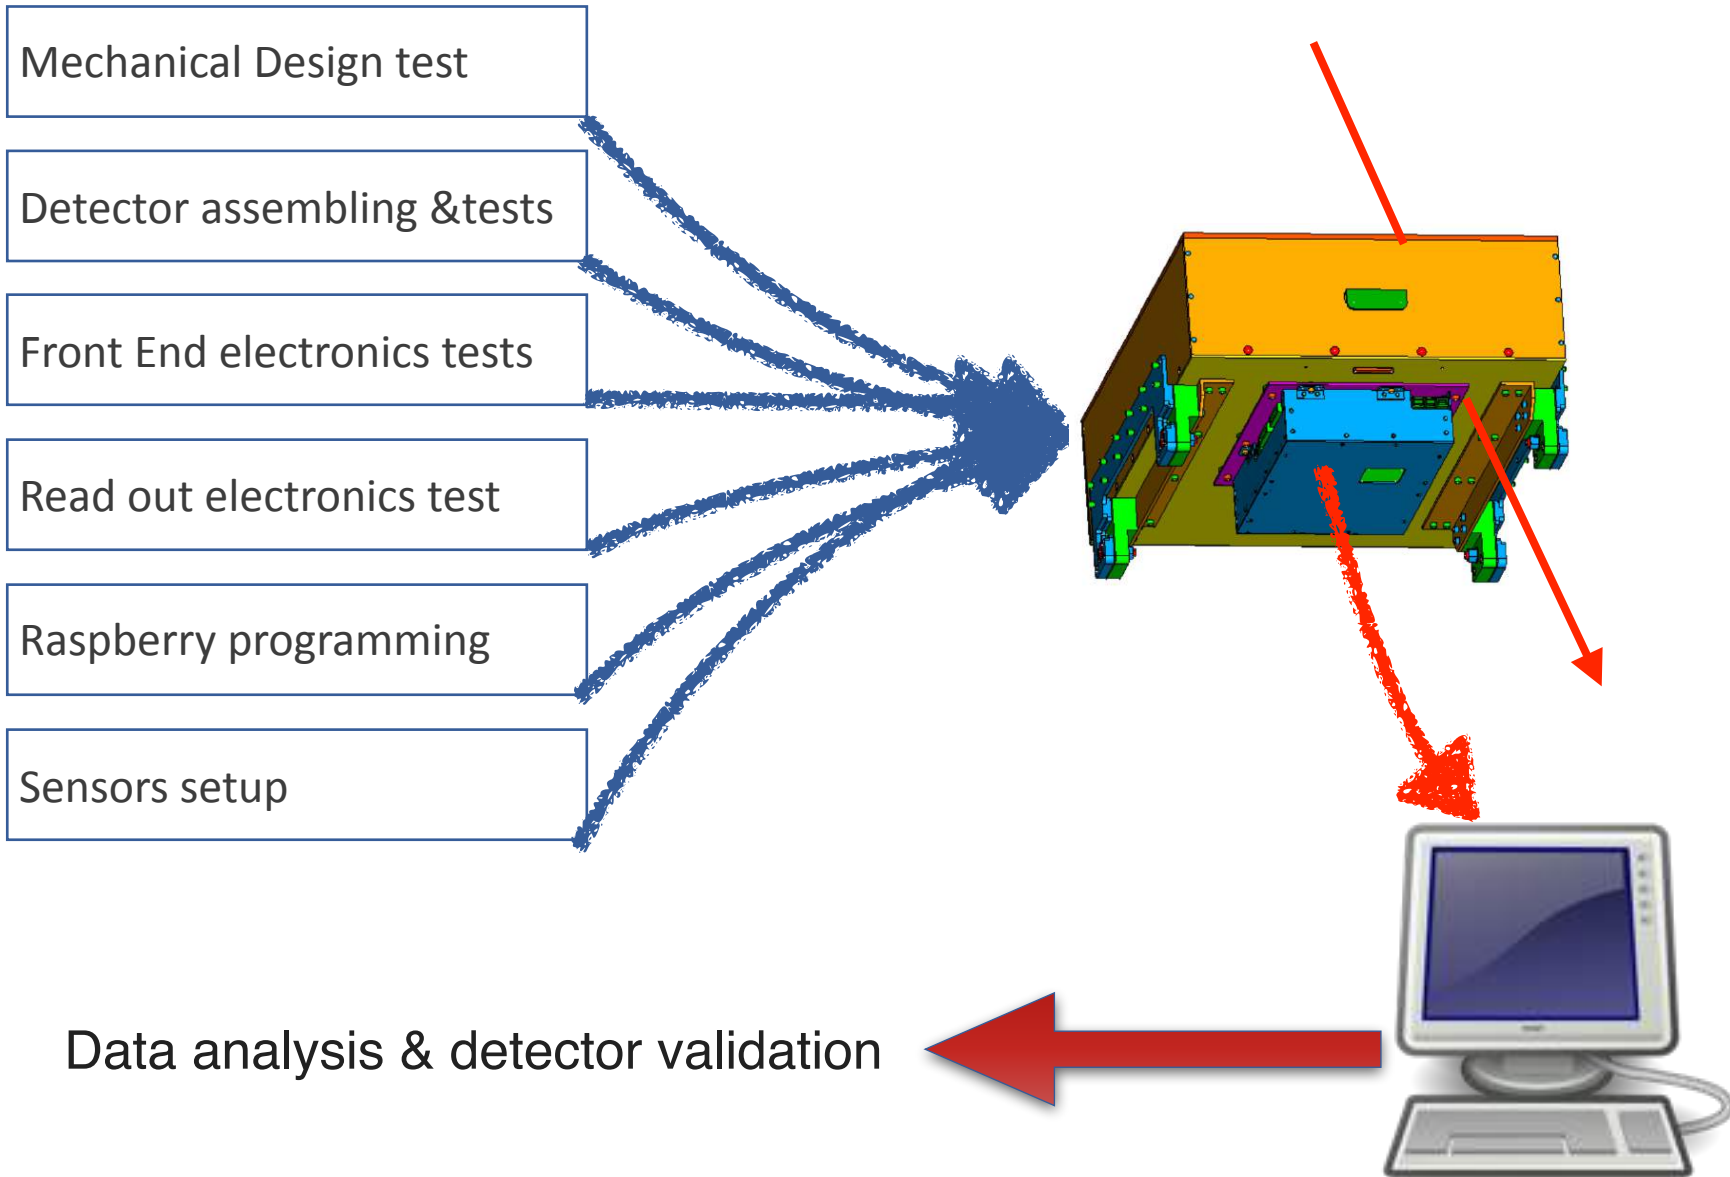 Mechanical Design test
Detector assembling &tests
Front End electronics tests
Read out electronics test
Raspberry programming
Sensors setup
Data analysis & detector validation